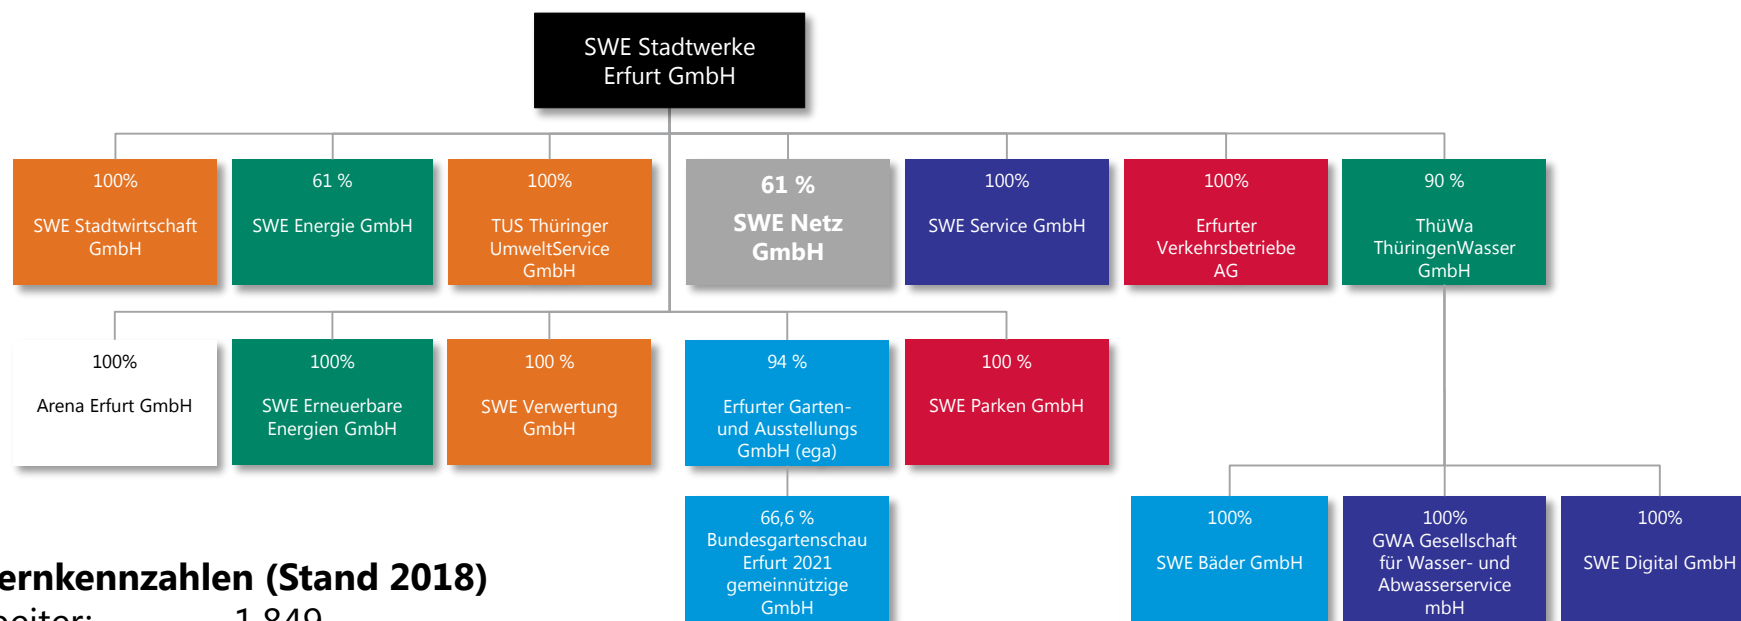 SWE Stadtwerke
Erfurt GmbH
100%
SWE Stadtwirtschaft
GmbH
61 %
SWE Energie GmbH
100%
TUS Thüringer
UmweltService
GmbH
61 %
SWE Netz
GmbH
100%
SWE Service GmbH
100%
Erfurter
Verkehrsbetriebe
AG
90 %
ThüWa
ThüringenWasser
GmbH
100%
Arena Erfurt GmbH
100%
SWE Erneuerbare
Energien GmbH
100 %
SWE Verwertung
GmbH
94 %
Erfurter Garten-
und Ausstellungs
GmbH (ega)
100 %
SWE Parken GmbH
66,6 %
Bundesgartenschau
Erfurt 2021
gemeinnützige
GmbH
100%
SWE Bäder GmbH
100%
GWA Gesellschaft
für Wasser- und
Abwasserservice
mbH
100%
SWE Digital GmbH
ernkennzahlen (Stand 2018)
beiter: 1.849